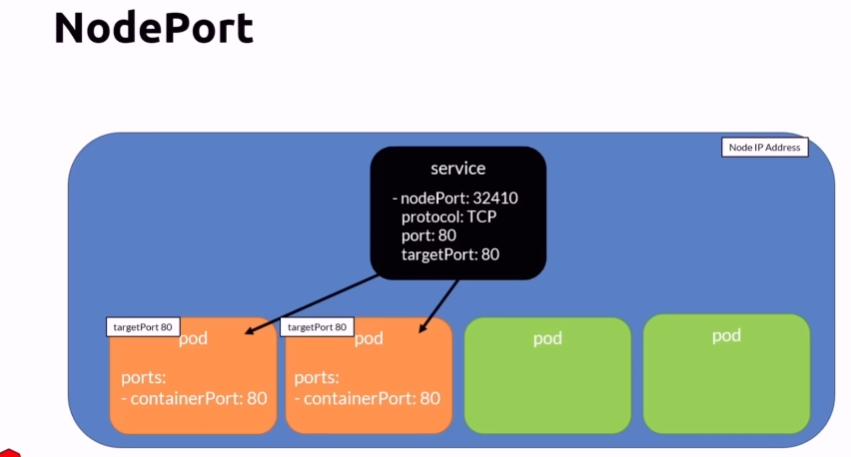 NodePort
Node IP Address
service
- nodePort: 32410
protocol: TCP
port: 80
targetPort: 80
targetPort 80
pod
ports:
- containerPort: 80
targetPort 80
pod
ports:
- containerPort: 80
pod
pod